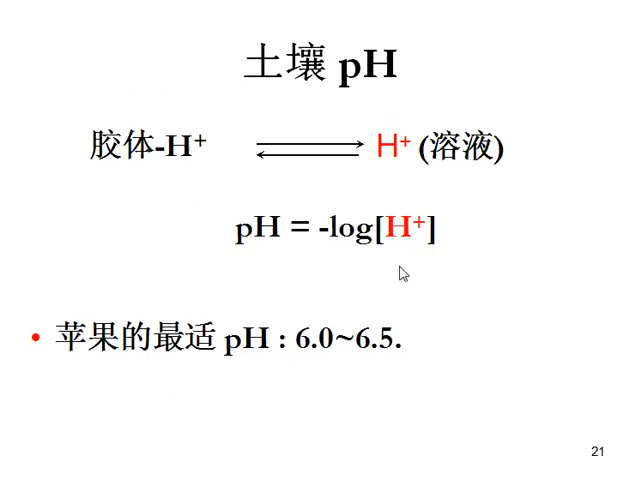 土壤 pH
胶体-H⁺ ⇌ H⁺ (溶液)
pH = -log[H⁺]
• 苹果的最适 pH : 6.0~6.5.
21